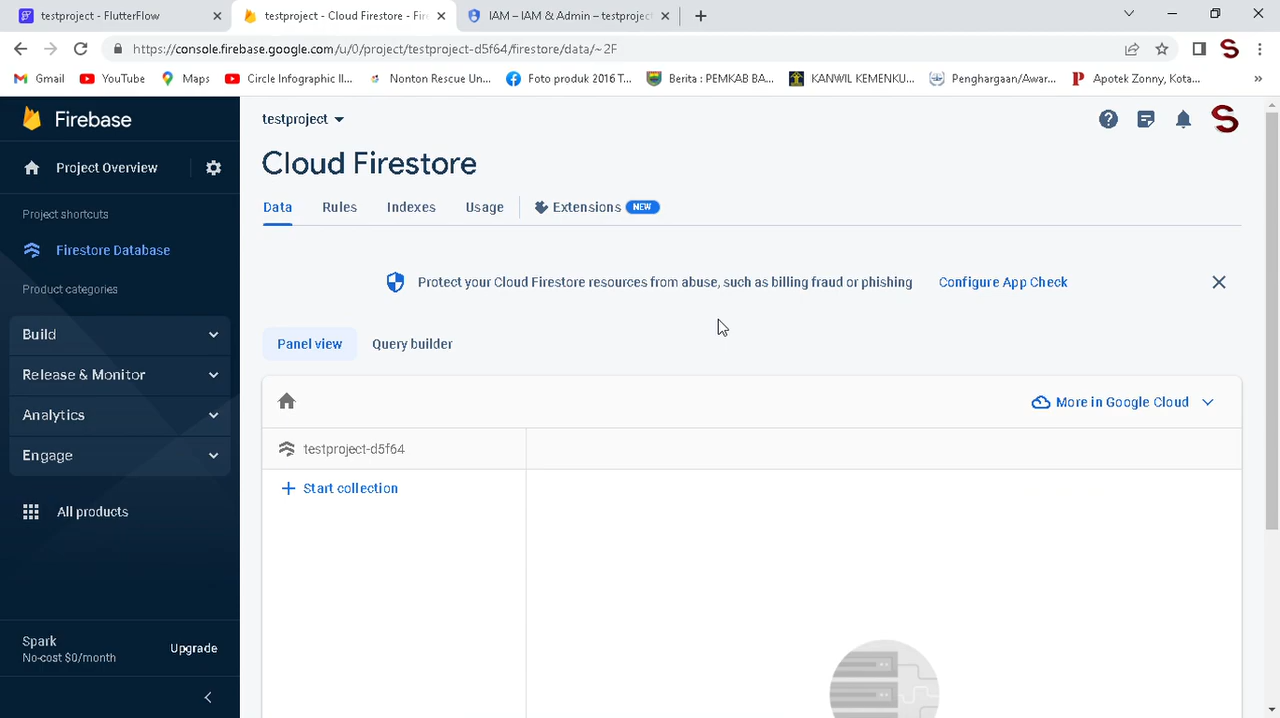 testproject - FlutterFlow
testproject - Cloud Firestore - Fire
IAM – IAM & Admin – testproject
https://console.firebase.google.com/u/0/project/testproject-d5f64/firestore/data/~2F
Gmail
YouTube
Maps
Circle Infographic Il...
Nonton Rescue Un...
Foto produk 2016 T...
Berita : PEMKAB BA...
KANWIL KEMENKU...
Penghargaan/Awar...
Apotek Zonny, Kota...
Firebase
Project Overview
Project shortcuts
Firestore Database
Product categories
Build
Release & Monitor
Analytics
Engage
All products
Spark
No-cost $0/month
Upgrade
testproject
Cloud Firestore
Data
Rules
Indexes
Usage
Extensions
NEW
Protect your Cloud Firestore resources from abuse, such as billing fraud or phishing
Configure App Check
Panel view
Query builder
More in Google Cloud
testproject-d5f64
Start collection